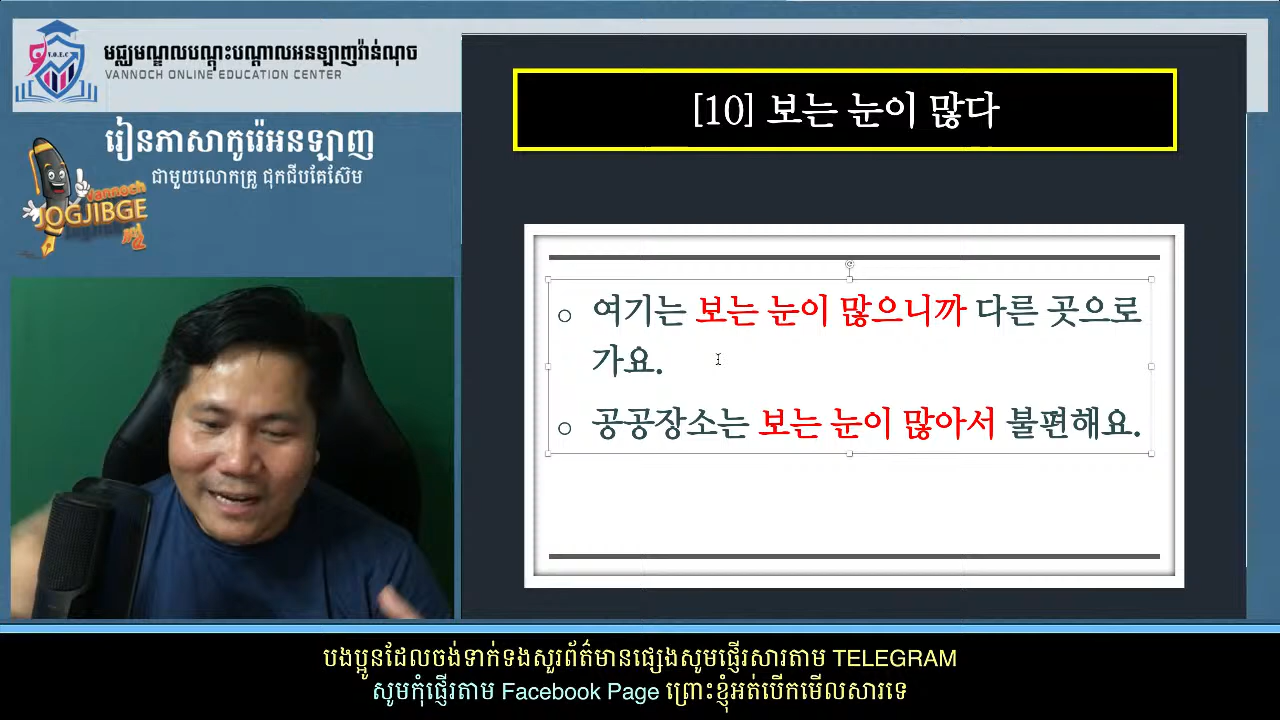 មជ្ឈមណ្ឌលបណ្តុះបណ្តាលអនឡាញវ៉ាន់ណុច
VANNOCH ONLINE EDUCATION CENTER
រៀនភាសាកូរ៉េអនឡាញ
ជាមួយលោកគ្រូ ជុកជីបគែស៊ែម
Vannoch
JOGJIBGE
[10] 보는 눈이 많다
여기는 보는 눈이 많으니까 다른 곳으로
가요.
공공장소는 보는 눈이 많아서 불편해요.
បងប្អូនដែលចង់ទាក់ទងសួរព័ត៌មានផ្សេងសូមផ្ញើរសារតាម TELEGRAM
សូមកុំផ្ញើរតាម Facebook Page ព្រោះខ្ញុំអត់បើកមើលសារទេ